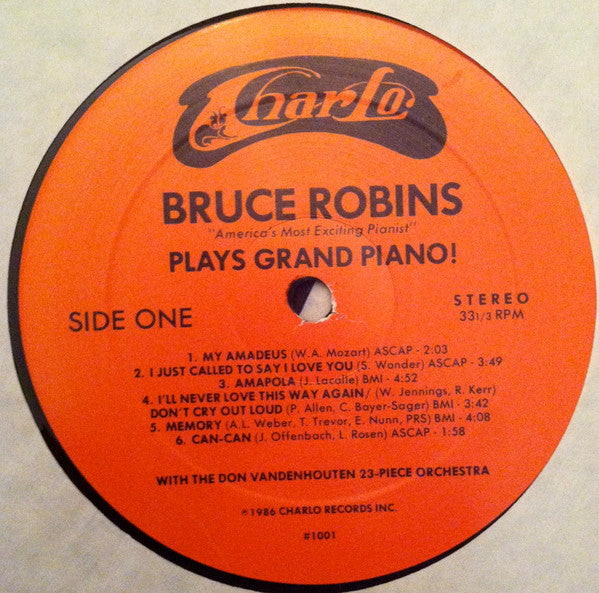 CharLo
BRUCE ROBINS
"America's Most Exciting Pianist"
PLAYS GRAND PIANO!
SIDE ONE
STEREO
33 1/3 RPM
1. MY AMADEUS (W.A. Mozart) ASCAP - 2:03
2. I JUST CALLED TO SAY I LOVE YOU (S. Wonder) ASCAP - 3:49
3. AMAPOLA (J. Lacalle) BMI - 4:52
4. I'LL NEVER LOVE THIS WAY AGAIN/ (W. Jennings, R. Kerr)
DON'T CRY OUT LOUD (P. Allen, C. Bayer-Sager) BMI - 3:42
5. MEMORY (A.L. Weber, T. Trevor, E. Nunn, PRS) BMI - 4:08
6. CAN-CAN (J. Offenbach, L. Rosen) ASCAP - 1:58
WITH THE DON VANDENHOUTEN 23-PIECE ORCHESTRA
℗1986 CHARLO RECORDS INC.
#1001